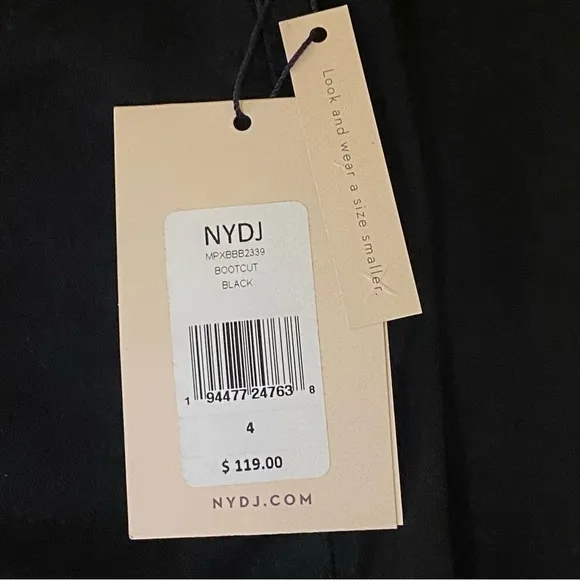 Look and wear a size smaller.
NYDJ
MPXBBB2339
BOOTCUT
BLACK
1 94477 24763 8
4
$ 119.00
NYDJ.COM